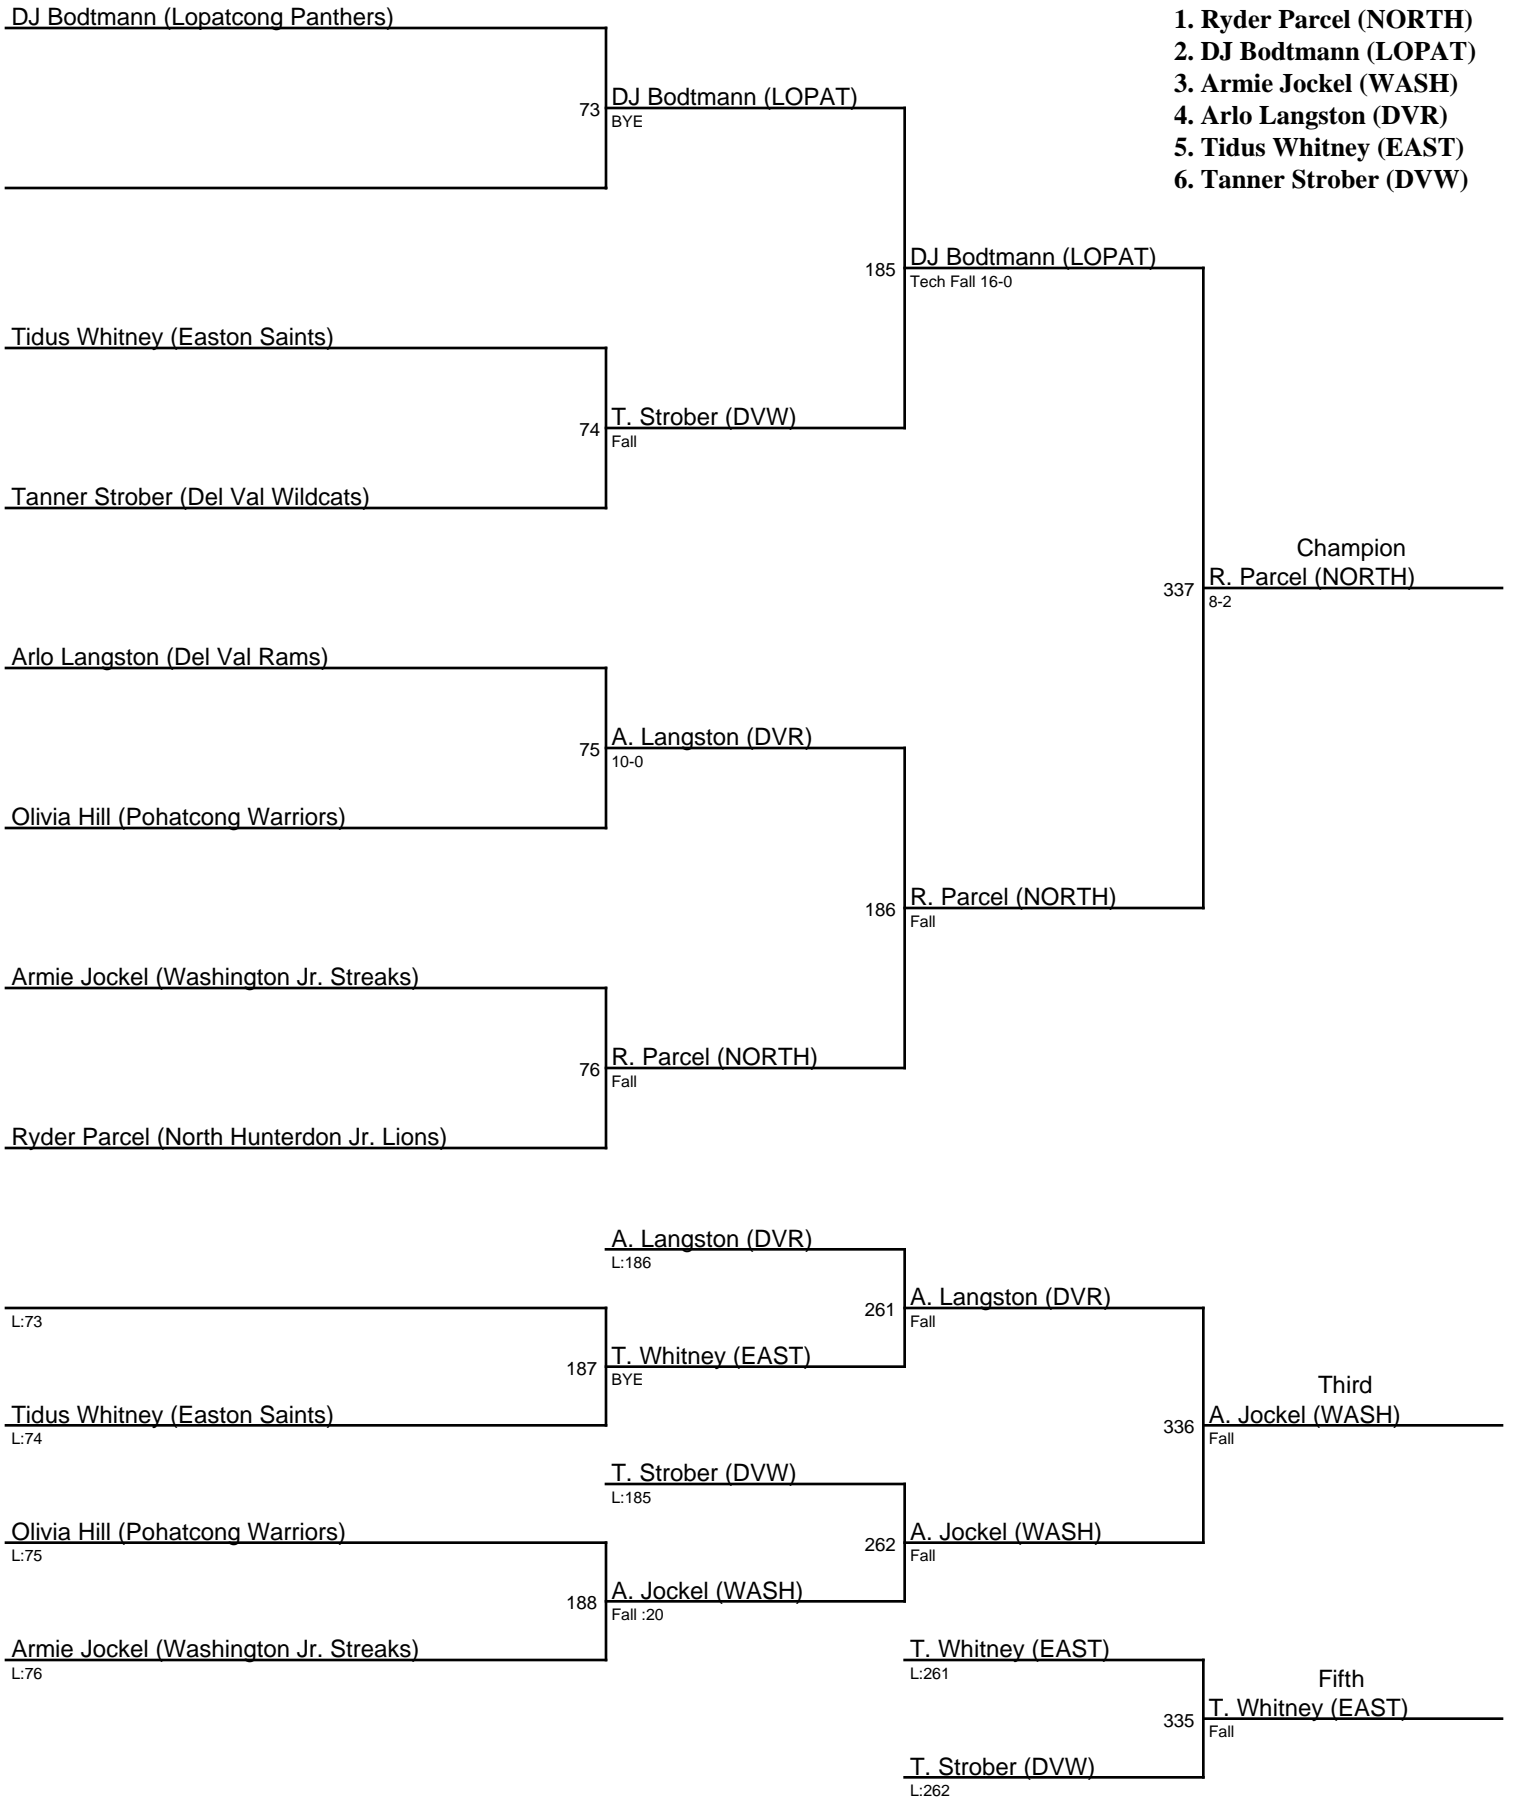 DJ Bodtmann (Lopatcong Panthers)
1. Ryder Parcel (NORTH)
2. DJ Bodtmann (LOPAT)
3. Armie Jockel (WASH)
4. Arlo Langston (DVR)
5. Tidus Whitney (EAST)
6. Tanner Strober (DVW)
73
DJ Bodtmann (LOPAT)
BYE
185
DJ Bodtmann (LOPAT)
Tech Fall 16-0
Tidus Whitney (Easton Saints)
74
T. Strober (DVW)
Fall
Tanner Strober (Del Val Wildcats)
Champion
337
R. Parcel (NORTH)
8-2
Arlo Langston (Del Val Rams)
75
A. Langston (DVR)
10-0
Olivia Hill (Pohatcong Warriors)
186
R. Parcel (NORTH)
Fall
Armie Jockel (Washington Jr. Streaks)
76
R. Parcel (NORTH)
Fall
Ryder Parcel (North Hunterdon Jr. Lions)
A. Langston (DVR)
L:186
L:73
261
A. Langston (DVR)
Fall
187
T. Whitney (EAST)
BYE
Tidus Whitney (Easton Saints)
L:74
Third
336
A. Jockel (WASH)
Fall
T. Strober (DVW)
L:185
Olivia Hill (Pohatcong Warriors)
L:75
262
A. Jockel (WASH)
Fall
188
A. Jockel (WASH)
Fall :20
Armie Jockel (Washington Jr. Streaks)
L:76
T. Whitney (EAST)
L:261
Fifth
335
T. Whitney (EAST)
Fall
T. Strober (DVW)
L:262